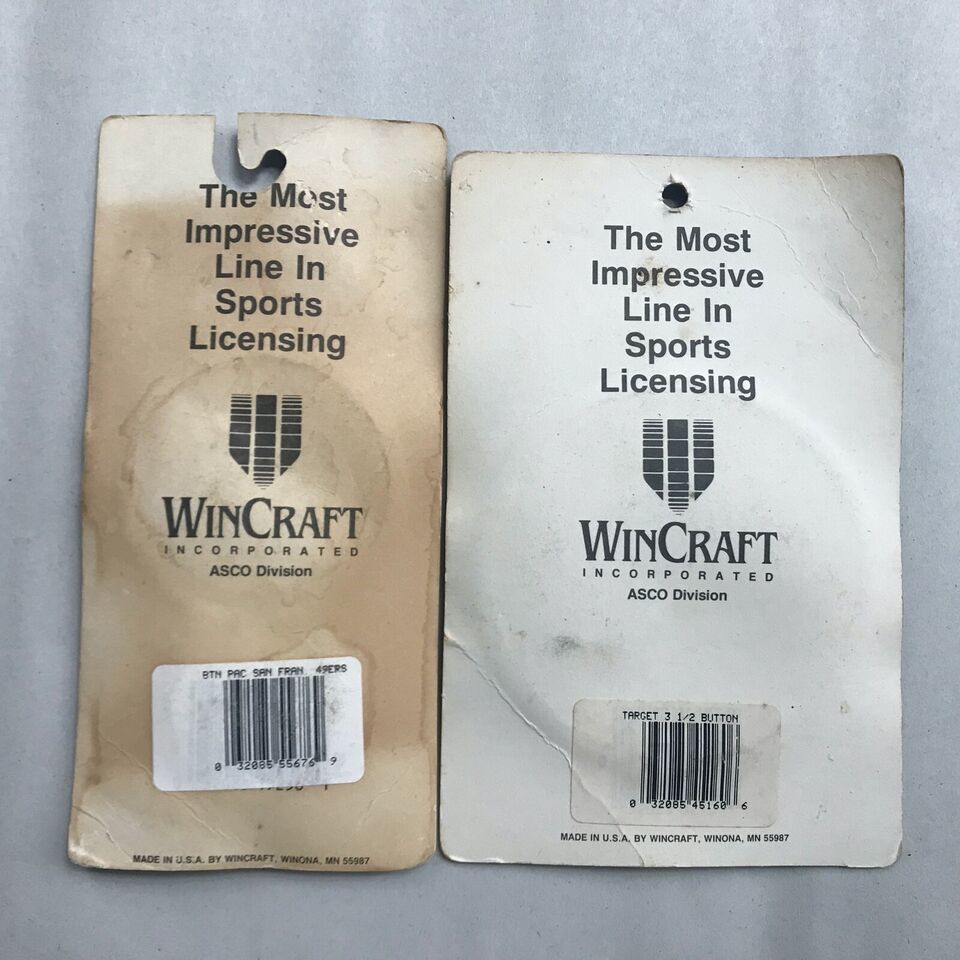 The Most
Impressive
Line In
Sports
Licensing
WINCRAFT
INCORPORATED
ASCO Division
BTN PAC SAN FRAN 49ERS
0 32085 55676 9
MADE IN U.S.A. BY WINCRAFT, WINONA, MN 55987
The Most
Impressive
Line In
Sports
Licensing
WINCRAFT
INCORPORATED
ASCO Division
TARGET 3 1/2 BUTTON
0 32085 45160 6
MADE IN U.S.A. BY WINCRAFT, WINONA, MN 55987